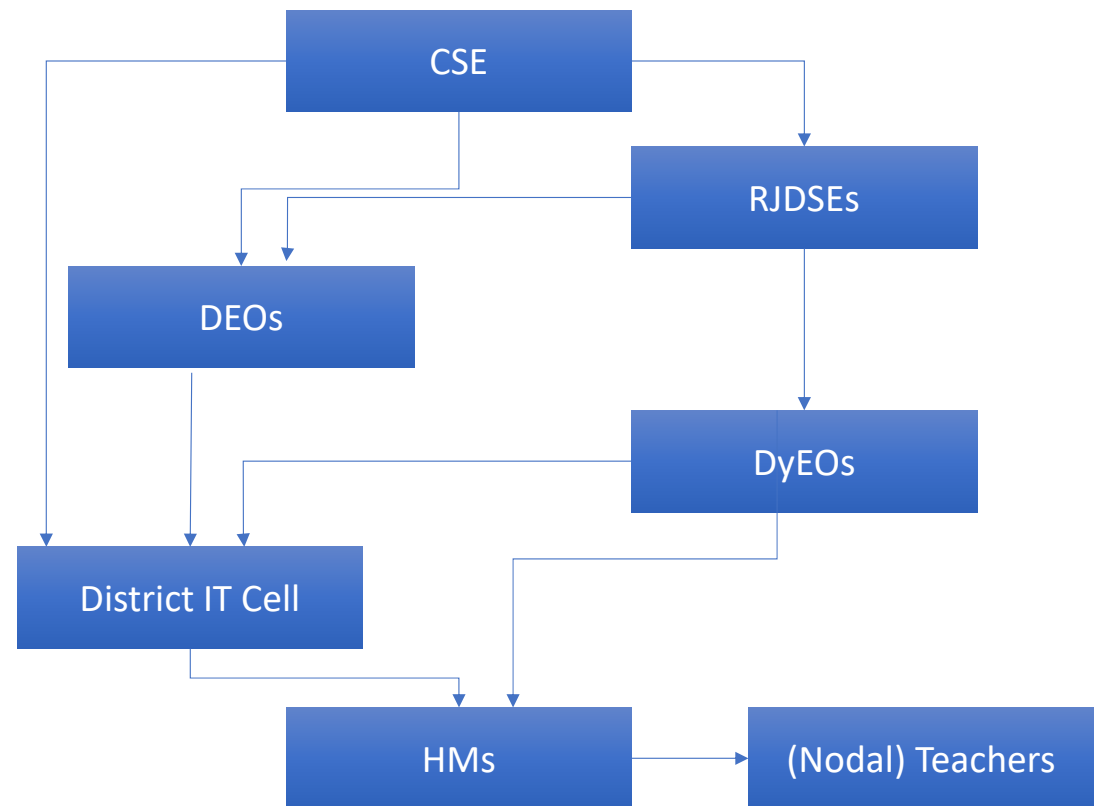 CSE
RJDSEs
DEOs
DyEOs
District IT Cell
HMs
(Nodal) Teachers